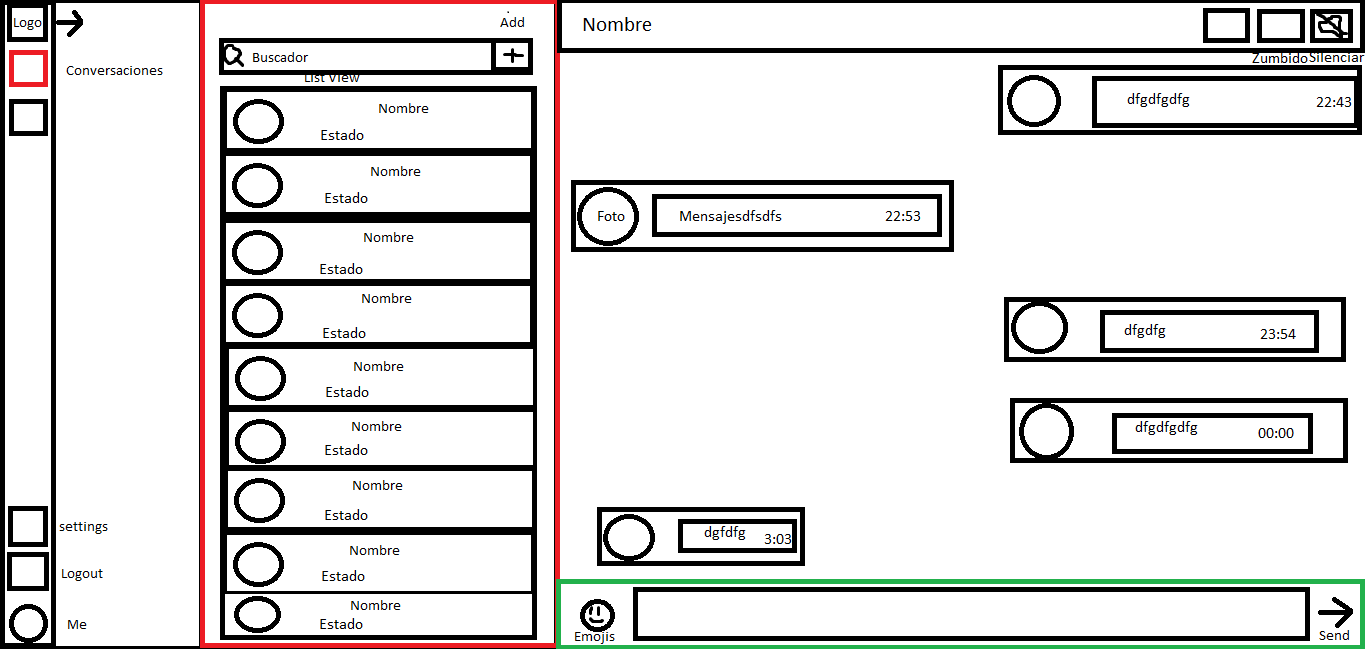 Logo
Conversaciones
settings
Logout
Me
Add
Buscador
List View
Nombre
Estado
Nombre
Estado
Nombre
Estado
Nombre
Estado
Nombre
Estado
Nombre
Estado
Nombre
Estado
Nombre
Estado
Nombre
Estado
Nombre
Zumbido Silenciar
dfgdfgdfg 22:43
Foto Mensajesdfsdfs 22:53
dfgdfg 23:54
dfgdfgdfg 00:00
dgfdfg 3:03
Emojis
Send